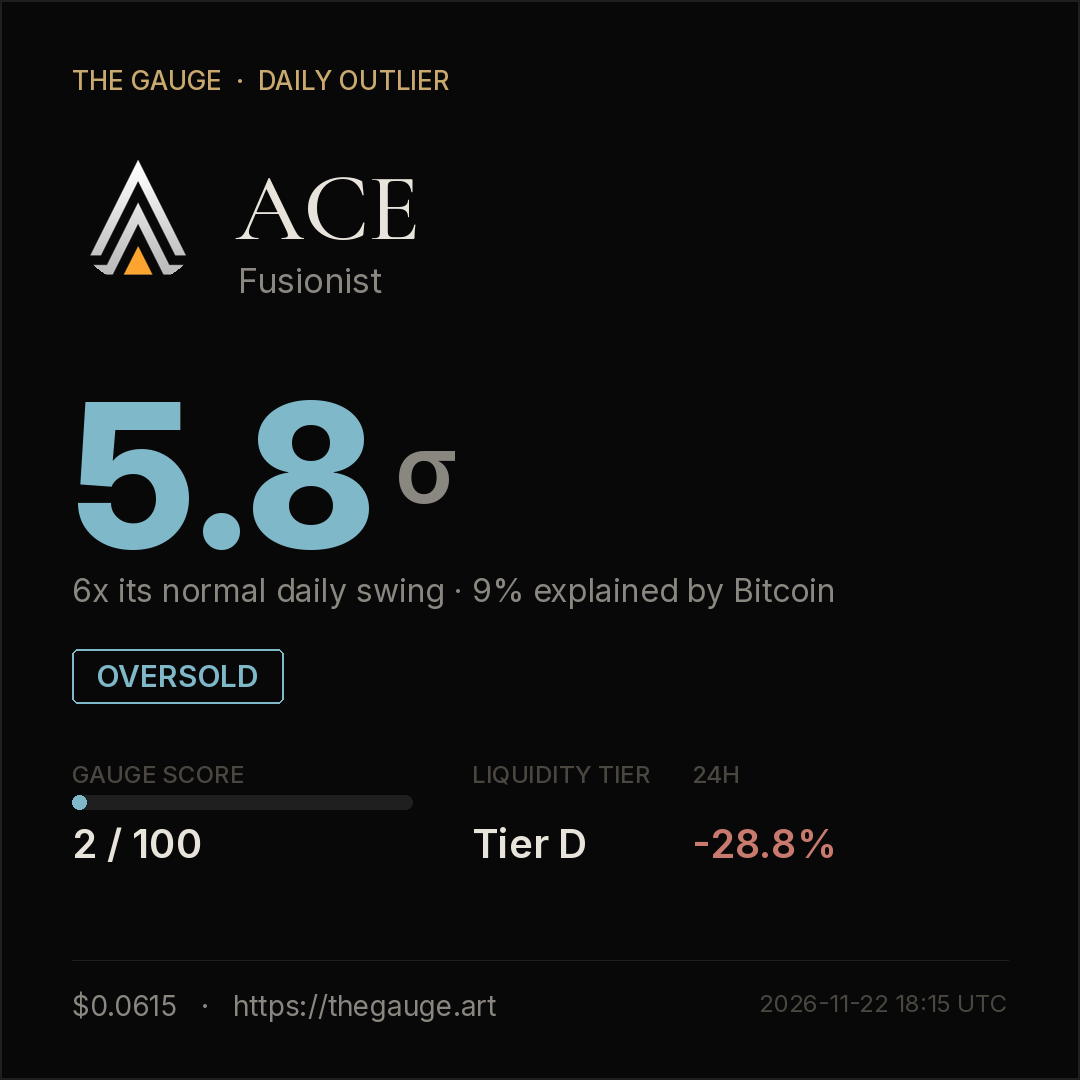 THE GAUGE · DAILY OUTLIER
ACE
Fusionist
5.8 σ
6x its normal daily swing · 9% explained by Bitcoin
OVERSOLD
GAUGE SCORE LIQUIDITY TIER 24H
2 / 100 Tier D -28.8%
$0.0615 · https://thegauge.art 2026-11-22 18:15 UTC